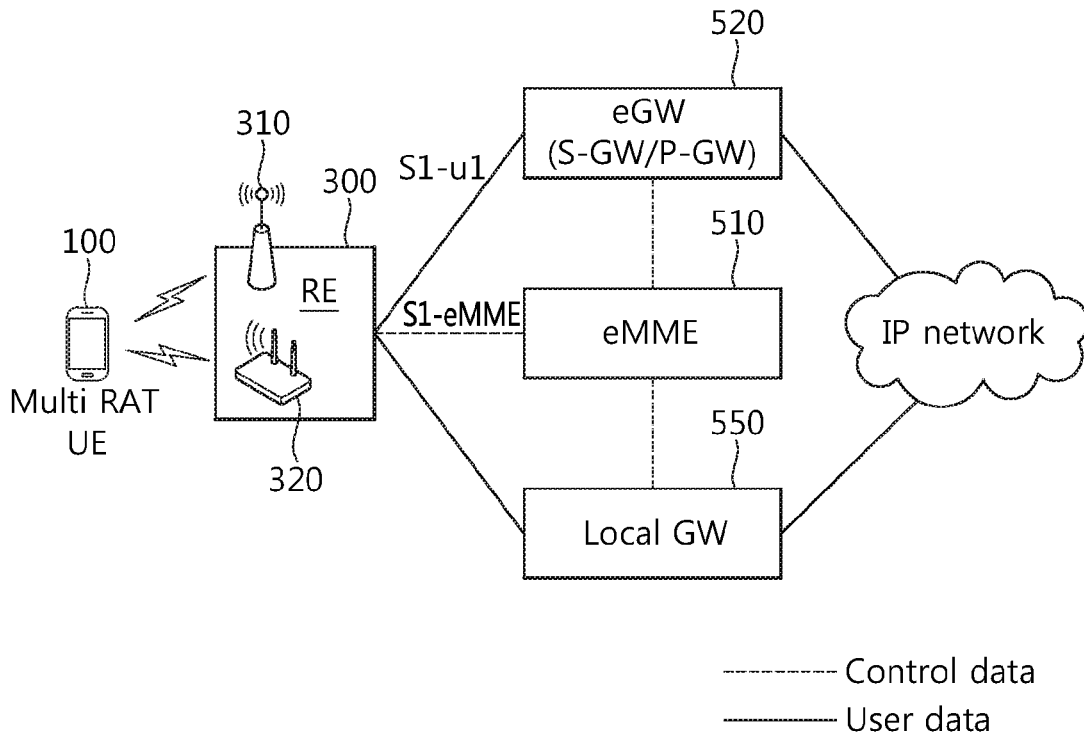 520
eGW
(S-GW/P-GW)
310
S1-u1
300
510
100
RE
S1-eMME
eMME
IP network
Multi RAT
UE
550
320
Local GW
Control data
User data